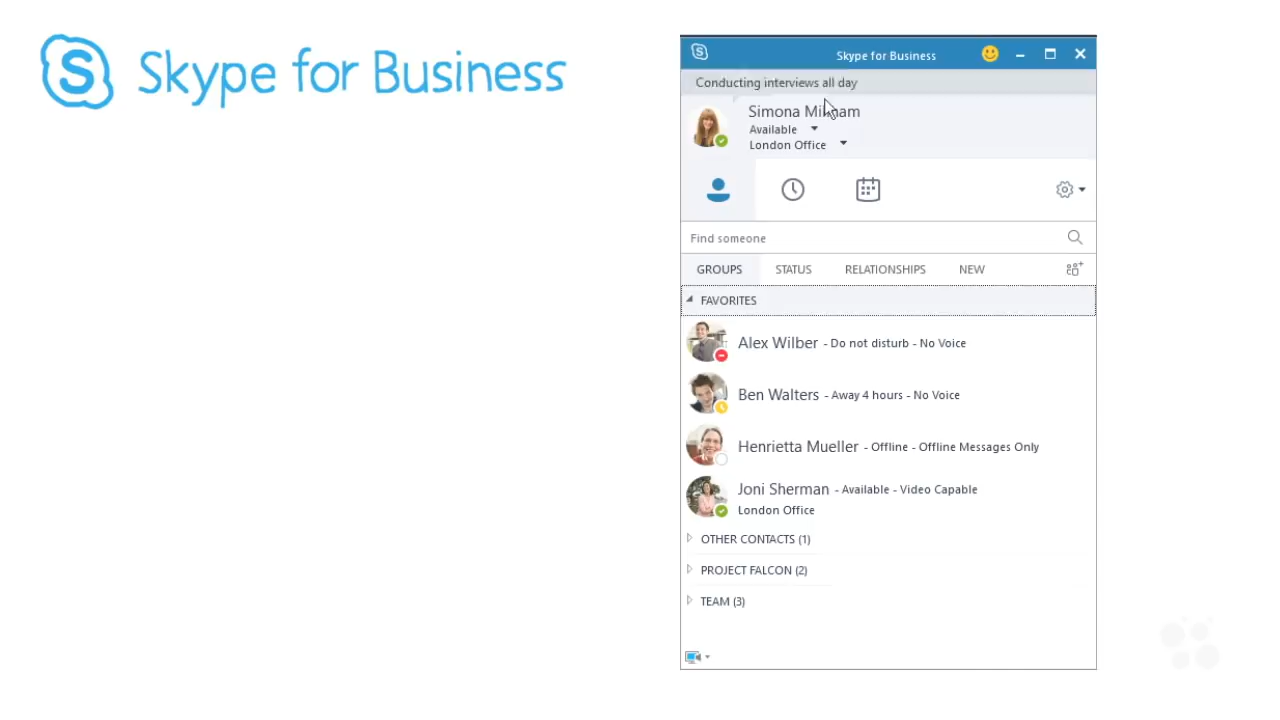 Skype for Business
Skype for Business
Conducting interviews all day
Simona
Available
London Office
Find someone
GROUPS STATUS RELATIONSHIPS NEW
FAVORITES
Alex Wilber - Do not disturb - No Voice
Ben Walters - Away 4 hours - No Voice
Henrietta Mueller - Offline - Offline Messages Only
Joni Sherman - Available - Video Capable
London Office
OTHER CONTACTS (1)
PROJECT FALCON (2)
TEAM (3)